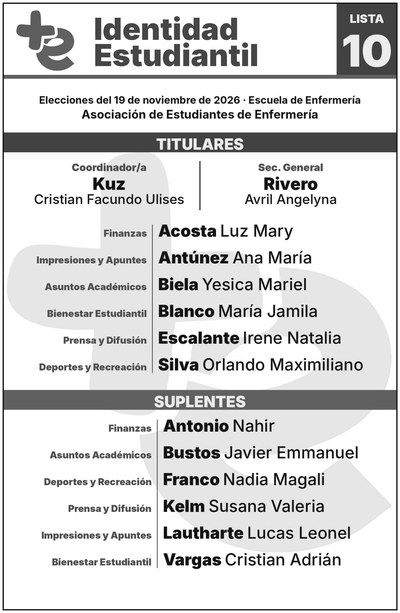 te
Identidad
Estudiantil
LISTA
10
Elecciones del 19 de noviembre de 2026 · Escuela de Enfermería
Asociación de Estudiantes de Enfermería
TITULARES
Coordinador/a
Kuz
Cristian Facundo Ulises
Sec. General
Rivero
Avril Angelyna
Finanzas Acosta Luz Mary
Impresiones y Apuntes Antúnez Ana María
Asuntos Académicos Biela Yesica Mariel
Bienestar Estudiantil Blanco María Jamila
Prensa y Difusión Escalante Irene Natalia
Deportes y Recreación Silva Orlando Maximiliano
SUPLENTES
Finanzas Antonio Nahir
Asuntos Académicos Bustos Javier Emmanuel
Deportes y Recreación Franco Nadia Magali
Prensa y Difusión Kelm Susana Valeria
Impresiones y Apuntes Lautharte Lucas Leonel
Bienestar Estudiantil Vargas Cristian Adrián